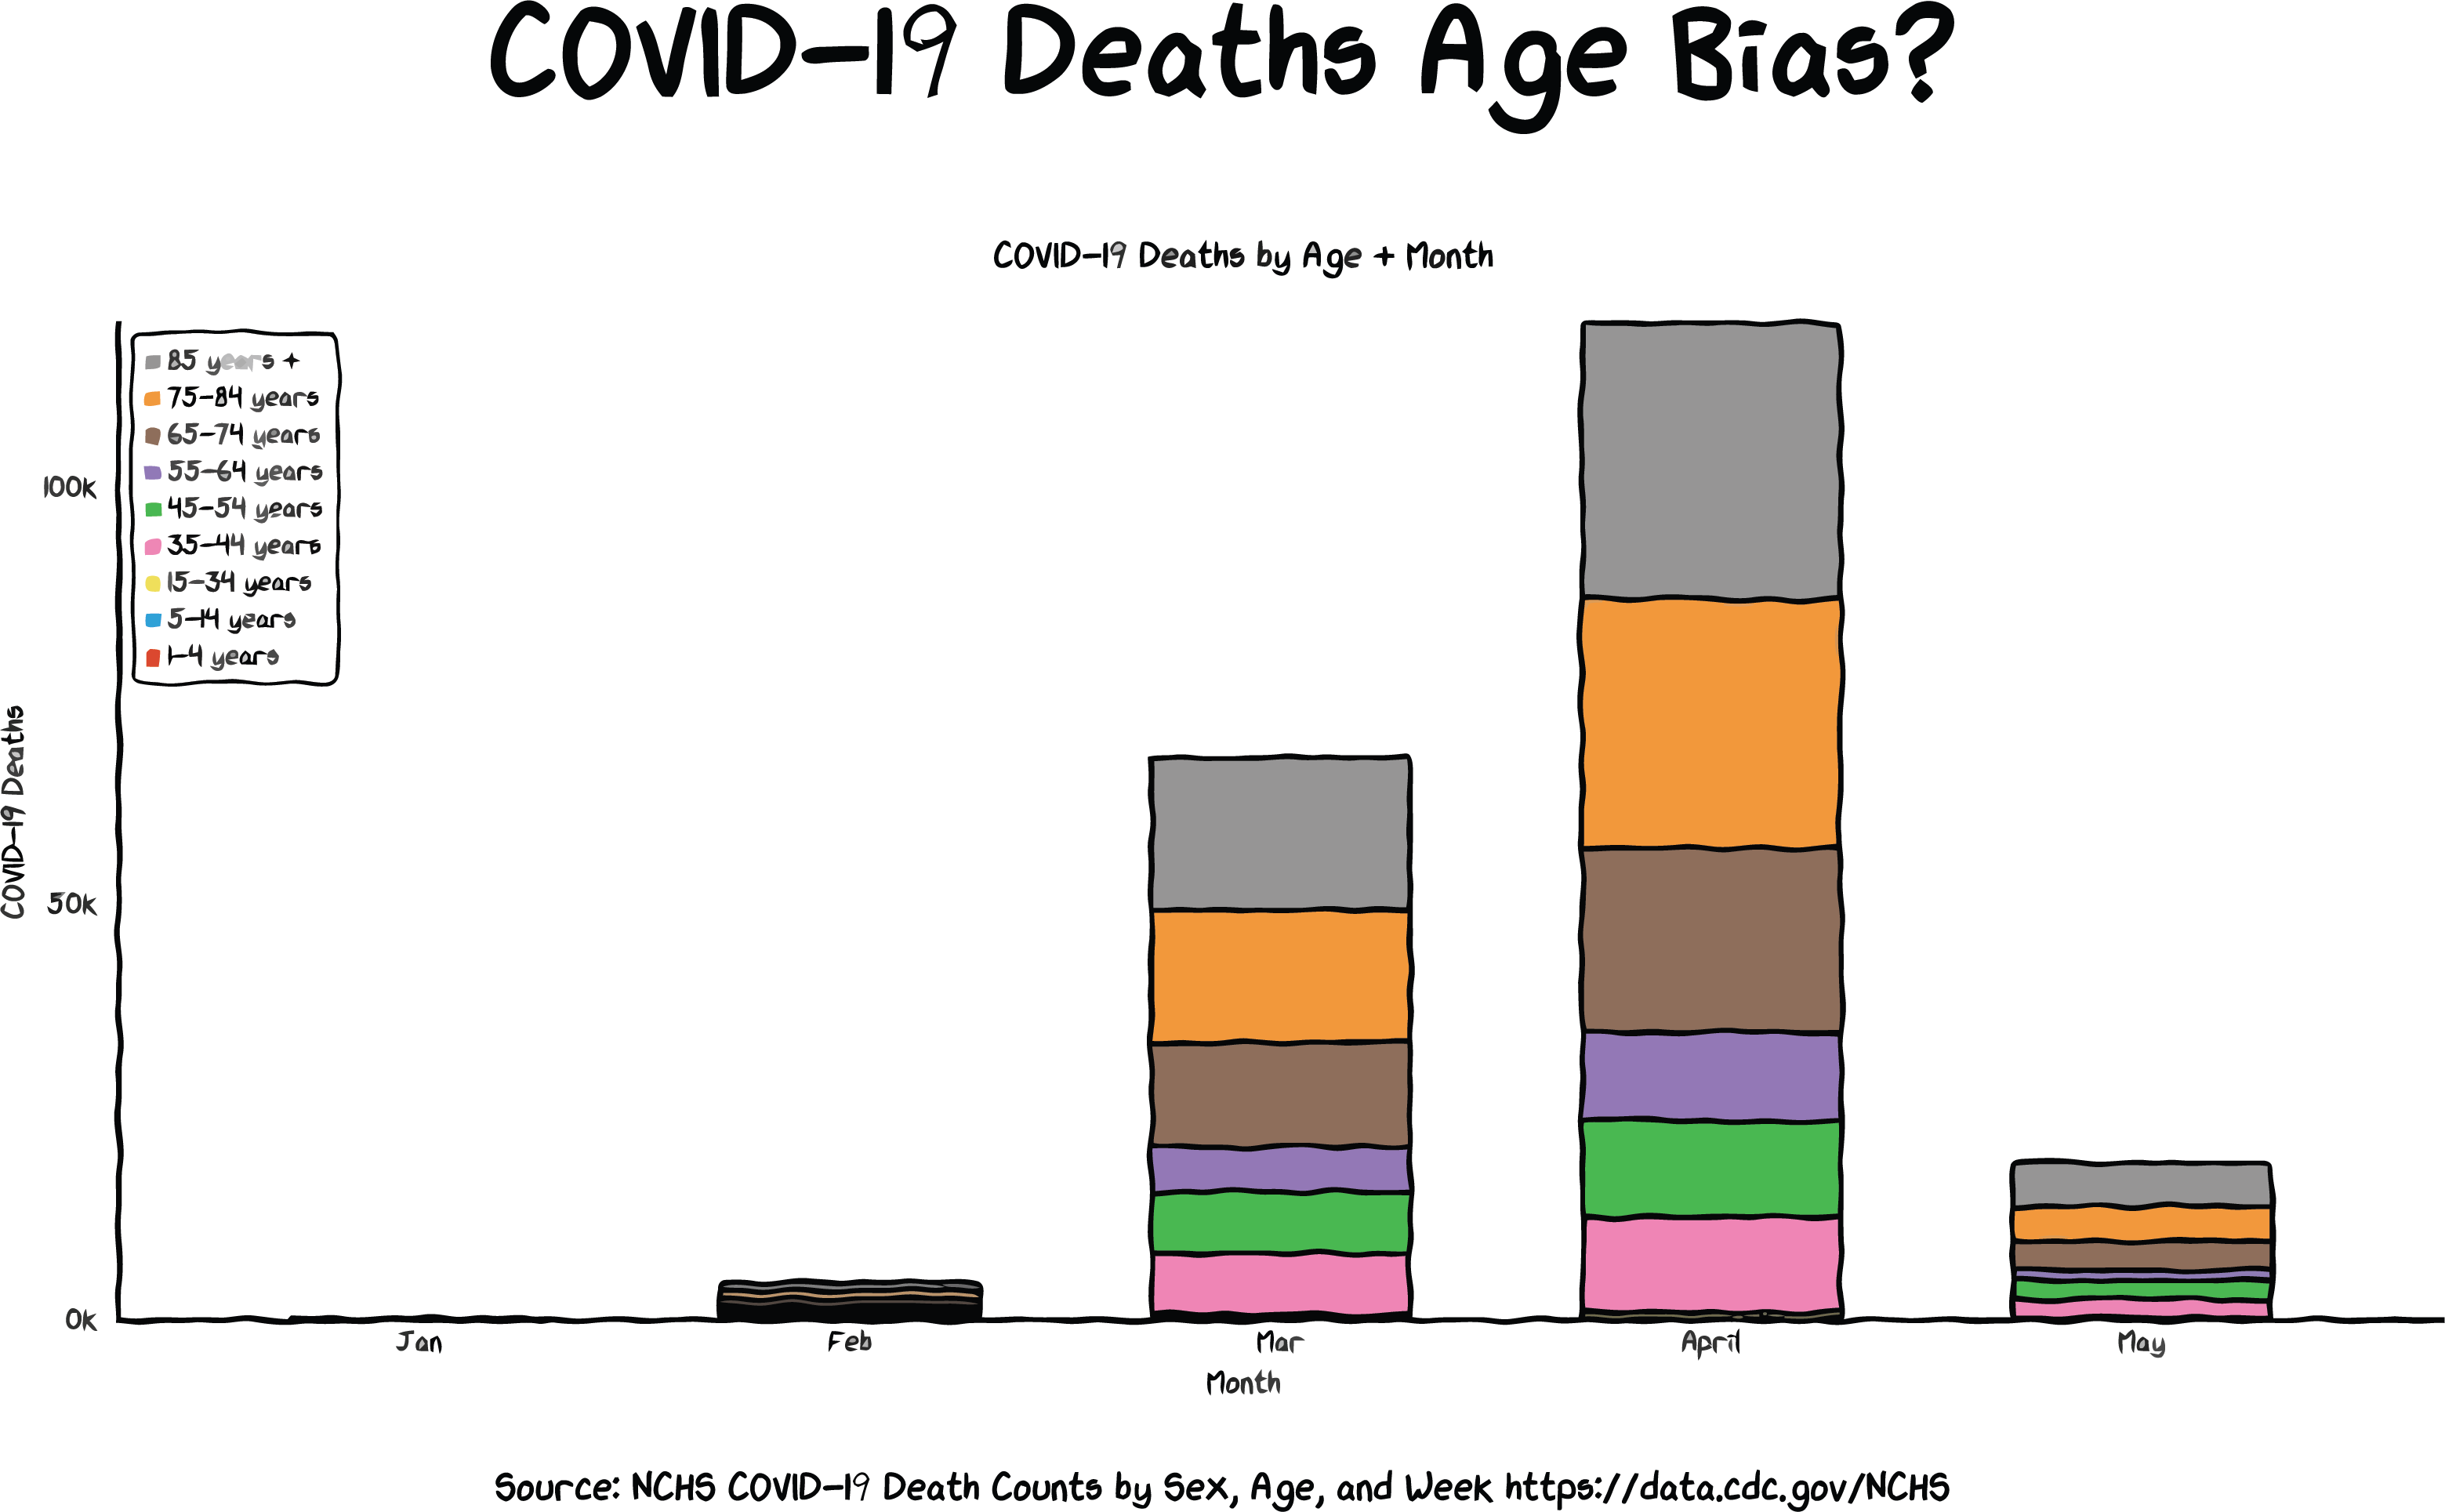 COVID-19 Deaths Age Bias?
COVID-19 Deaths by Age + Month
85 years +
75-84 years
65-74 years
55-64 years
45-54 years
35-44 years
15-34 years
5-14 years
1-4 years
100k
50k
0k
COVID-19 Deaths
Jan Feb Mar April May
Month
Source: NCHS COVID-19 Death Counts by Sex, Age, and Week https://data.cdc.gov/NCHS